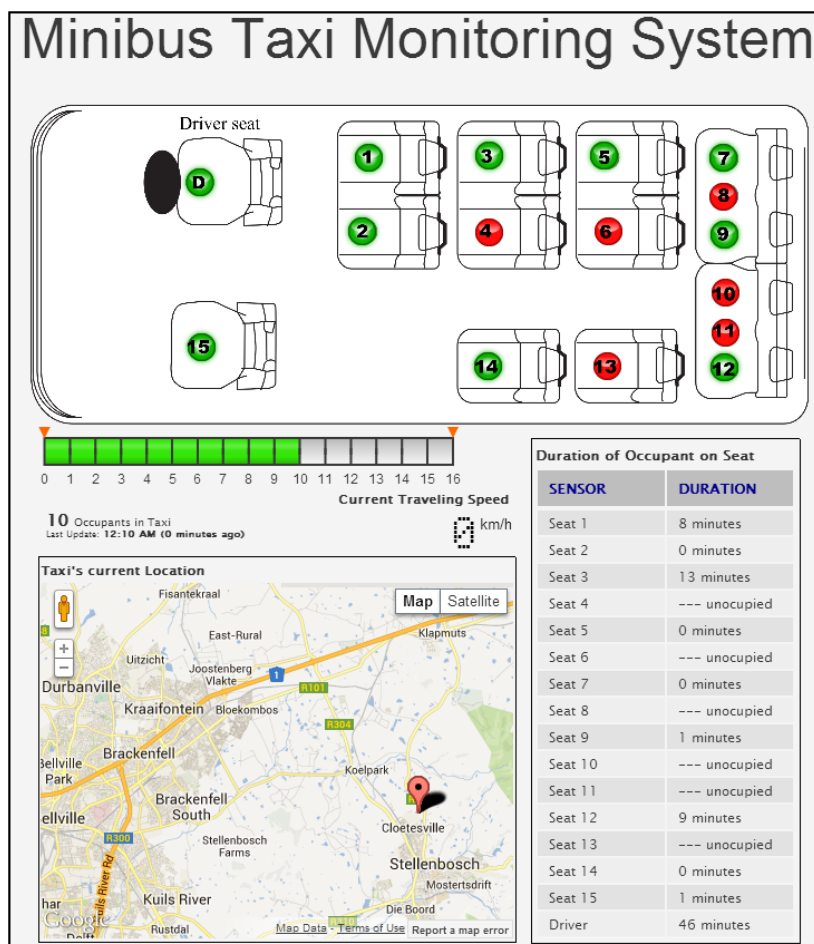 Minibus Taxi Monitoring System
Driver seat
D
1
3
5
7
8
2
4
6
9
10
11
15
14
13
12
0 1 2 3 4 5 6 7 8 9 10 11 12 13 14 15 16
Current Traveling Speed
10 Occupants in Taxi
Last Update: 12:10 AM (0 minutes ago)
0 km/h
Duration of Occupant on Seat
SENSOR DURATION
Seat 1 8 minutes
Seat 2 0 minutes
Seat 3 13 minutes
Seat 4 --- unocupied
Seat 5 0 minutes
Seat 6 --- unocupied
Seat 7 0 minutes
Seat 8 --- unocupied
Seat 9 1 minutes
Seat 10 --- unocupied
Seat 11 --- unocupied
Seat 12 9 minutes
Seat 13 --- unocupied
Seat 14 0 minutes
Seat 15 1 minutes
Driver 46 minutes
Taxi's current Location
Map Satellite
+
−
Fisantekraal
East-Rural
Klapmuts
Uitzicht
Joostenberg
Vlakte
1
R101
Durbanville
Kraaifontein
Bloekombos
R304
Brackenfell
Bellville
Park
Koelpark
Brackenfell
South
ellville
Cloetesville
R300
Stellenbosch
Farms
Stellenbosch
Mostertsdrift
Kuils River
Kuils River Rd
Die Boord
har
Google
Rustdal
Map Data - Terms of Use
Report a map error